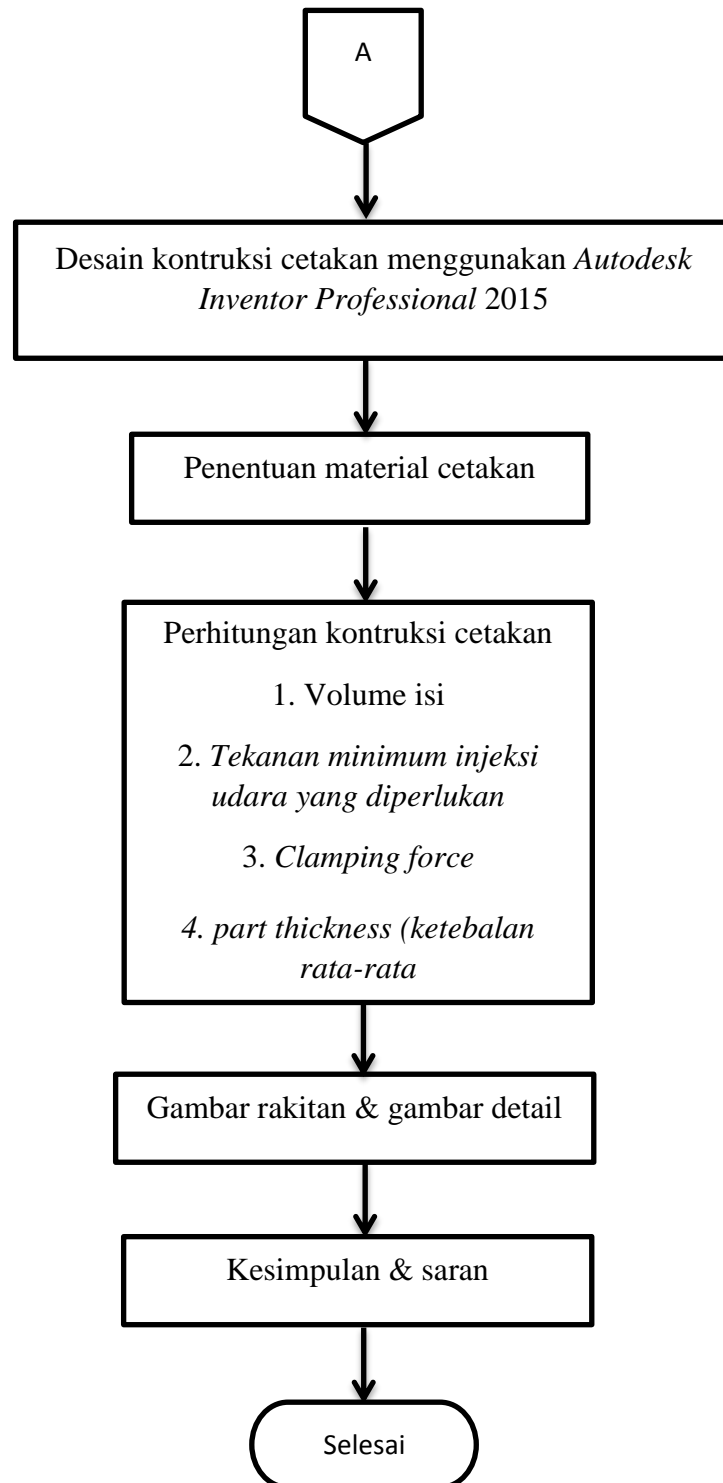 A
Desain kontruksi cetakan menggunakan Autodesk
Inventor Professional 2015
Penentuan material cetakan
Perhitungan kontruksi cetakan
1. Volume isi
2. Tekanan minimum injeksi
udara yang diperlukan
3. Clamping force
4. part thickness (ketebalan
rata-rata
Gambar rakitan & gambar detail
Kesimpulan & saran
Selesai